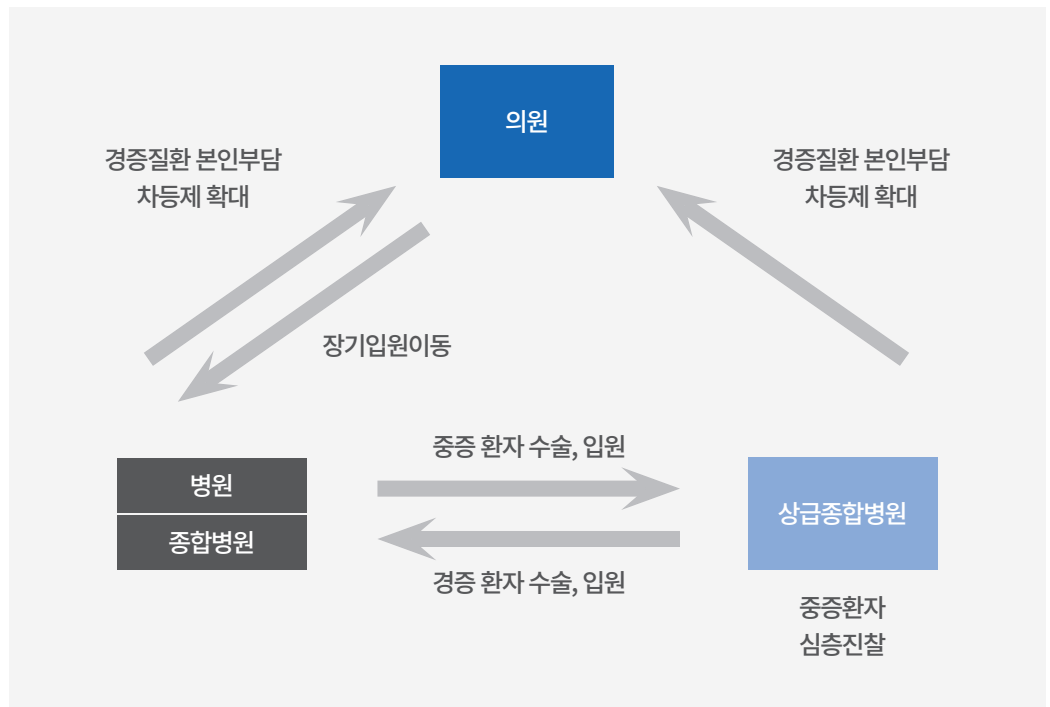 의원
경증질환 본인부담
차등제 확대
경증질환 본인부담
차등제 확대
장기입원이동
중증 환자 수술, 입원
병원
종합병원
상급종합병원
경증 환자 수술, 입원
중증환자
심층진찰